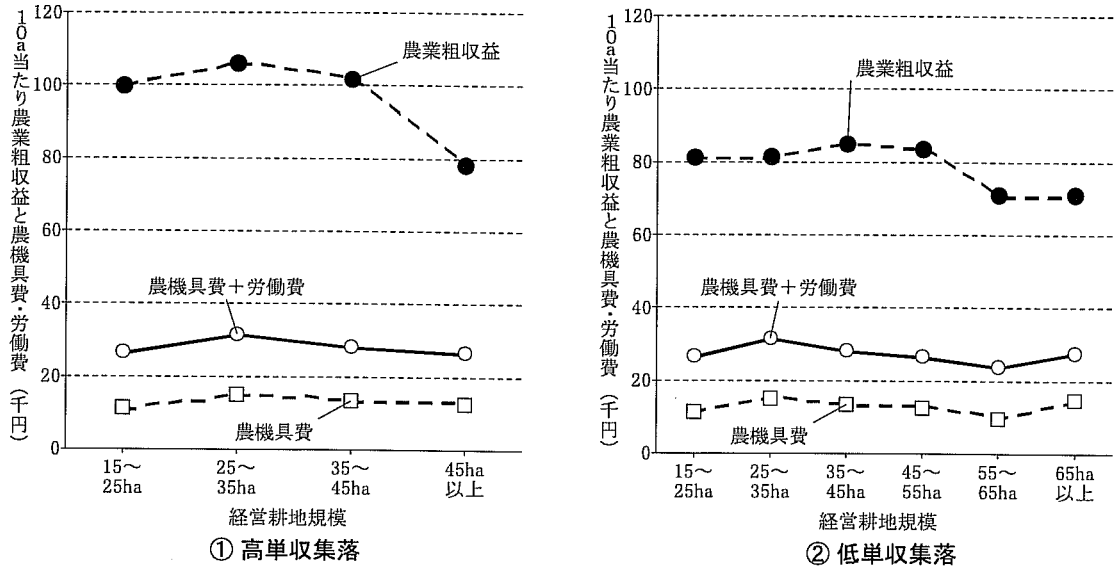 10a当たり農業粗収益と農機具費・労働費（千円）
120
100
80
60
40
20
0
農業粗収益
農機具費＋労働費
農機具費
15～
25ha
25～
35ha
35～
45ha
45ha
以上
経営耕地規模
① 高単収集落
10a当たり農業粗収益と農機具費・労働費（千円）
120
100
80
60
40
20
0
農業粗収益
農機具費＋労働費
農機具費
15～
25ha
25～
35ha
35～
45ha
45～
55ha
55～
65ha
65ha
以上
経営耕地規模
② 低単収集落